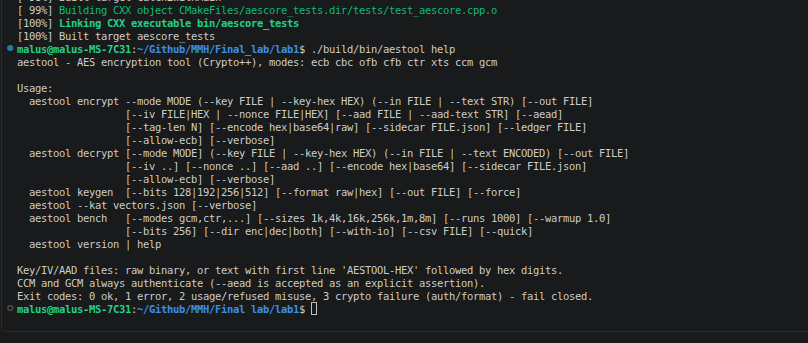 [ 99%] Building CXX object CMakeFiles/aescore_tests.dir/tests/test_aescore.cpp.o
[100%] Linking CXX executable bin/aescore_tests
[100%] Built target aescore_tests
malus@malus-MS-7C31:~/Github/MMH/Final_lab/lab1$ ./build/bin/aestool help
aestool - AES encryption tool (Crypto++), modes: ecb cbc ofb cfb ctr xts ccm gcm
Usage:
aestool encrypt --mode MODE (--key FILE | --key-hex HEX) (--in FILE | --text STR) [--out FILE]
[--iv FILE|HEX | --nonce FILE|HEX] [--aad FILE | --aad-text STR] [--aead]
[--tag-len N] [--encode hex|base64|raw] [--sidecar FILE.json] [--ledger FILE]
[--allow-ecb] [--verbose]
aestool decrypt [--mode MODE] (--key FILE | --key-hex HEX) (--in FILE | --text ENCODED) [--out FILE]
[--iv ..] [--nonce ..] [--aad ..] [--encode hex|base64] [--sidecar FILE.json]
[--allow-ecb] [--verbose]
aestool keygen [--bits 128|192|256|512] [--format raw|hex] [--out FILE] [--force]
aestool --kat vectors.json [--verbose]
aestool bench [--modes gcm,ctr,...] [--sizes 1k,4k,16k,256k,1m,8m] [--runs 1000] [--warmup 1.0]
[--bits 256] [--dir enc|dec|both] [--with-io] [--csv FILE] [--quick]
aestool version | help
Key/IV/AAD files: raw binary, or text with first line 'AESTOOL-HEX' followed by hex digits.
CCM and GCM always authenticate (--aead is accepted as an explicit assertion).
Exit codes: 0 ok, 1 error, 2 usage/refused misuse, 3 crypto failure (auth/format) - fail closed.
malus@malus-MS-7C31:~/Github/MMH/Final_lab/lab1$